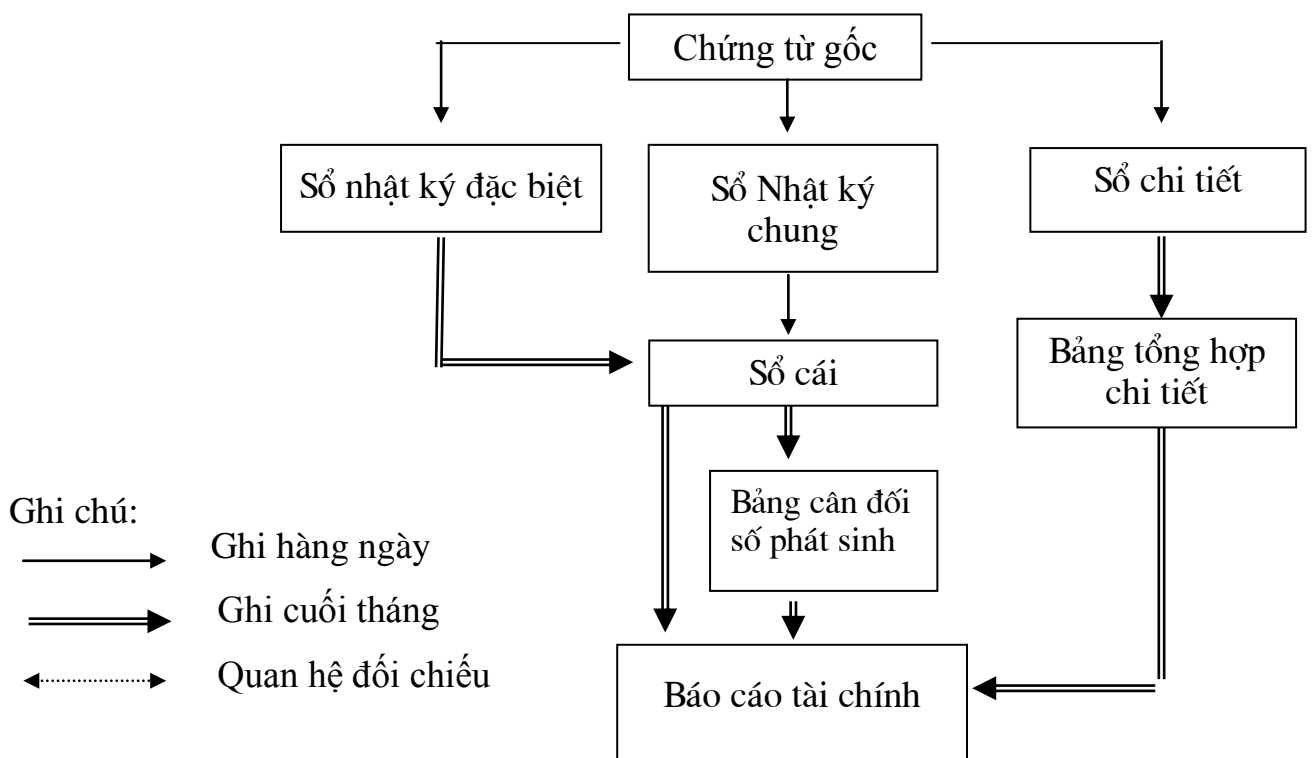 Chứng từ gốc
Sổ nhật ký đặc biệt
Sổ Nhật ký
chung
Sổ chi tiết
Sổ cái
Bảng tổng hợp
chi tiết
Bảng cân đối
số phát sinh
Báo cáo tài chính
Ghi chú:
Ghi hàng ngày
Ghi cuối tháng
Quan hệ đối chiếu